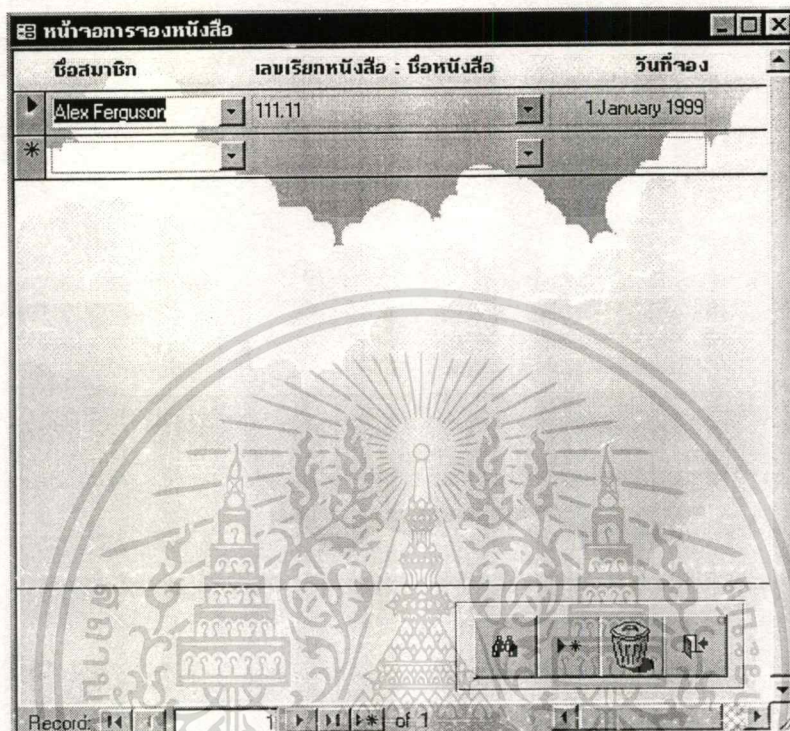 หน้าจอการจองหนังสือ
ชื่อสมาชิก เลขเรียกหนังสือ : ชื่อหนังสือ วันที่จอง
Alex Ferguson 111.11 1 January 1999
Record: 1 of 1